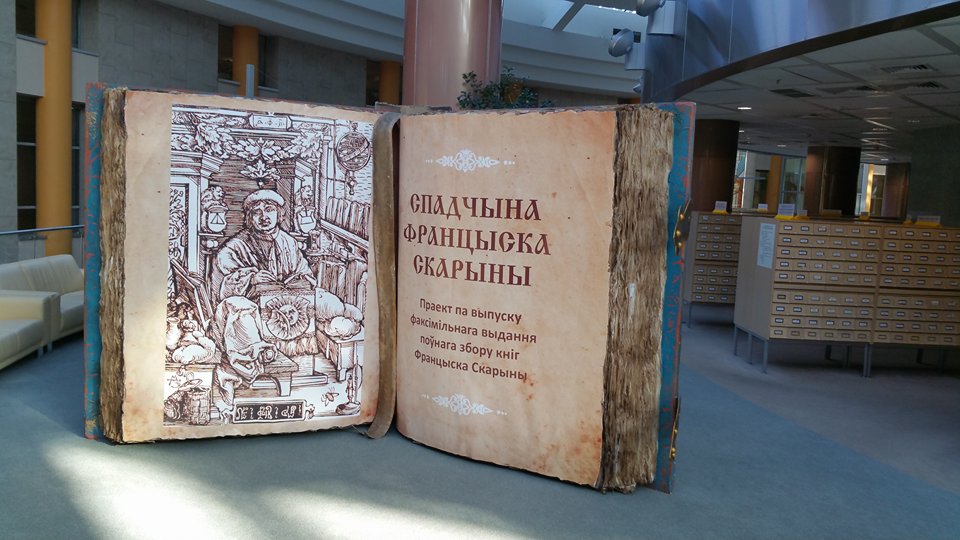 СПАДЧЫНА
ФРАНЦЫСКА
СКАРЫНЫ
Праект па выпуску
факсімільнага выдання
поўнага збору кніг
Францыска Скарыны